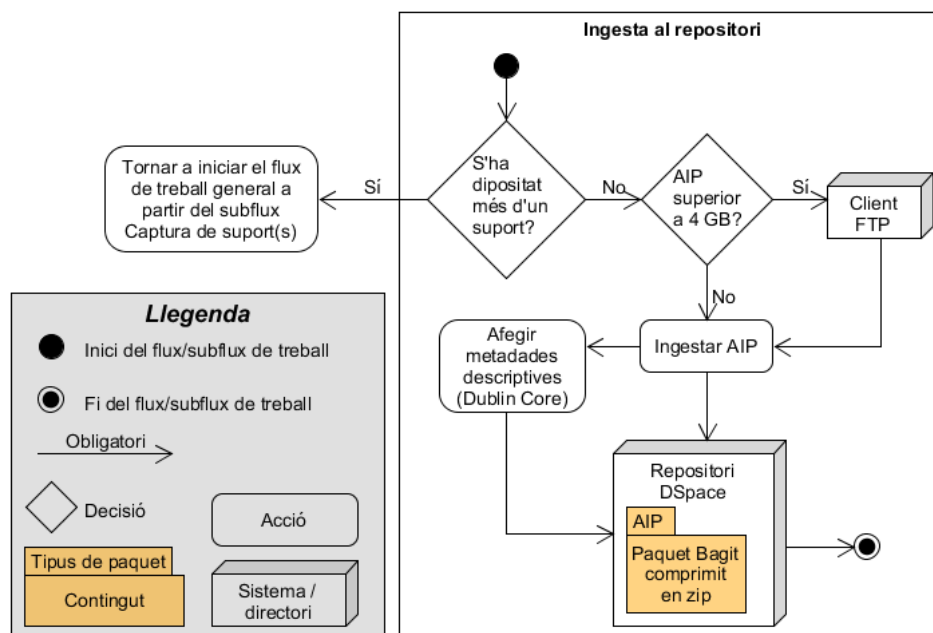 Ingesta al repositori
S'ha
dipositat
més d'un
suport?
Sí
Tornar a iniciar el flux
de treball general a
partir del subflux
Captura de suport(s)
No
AIP
superior
a 4 GB?
Sí
Client
FTP
No
Ingestar AIP
Afegir
metadades
descriptives
(Dublin Core)
Repositori
DSpace
AIP
Paquet Bagit
comprimit
en zip
Llegenda
Inici del flux/subflux de treball
Fi del flux/subflux de treball
Obligatori
Decisió
Acció
Tipus de paquet
Contingut
Sistema /
directori